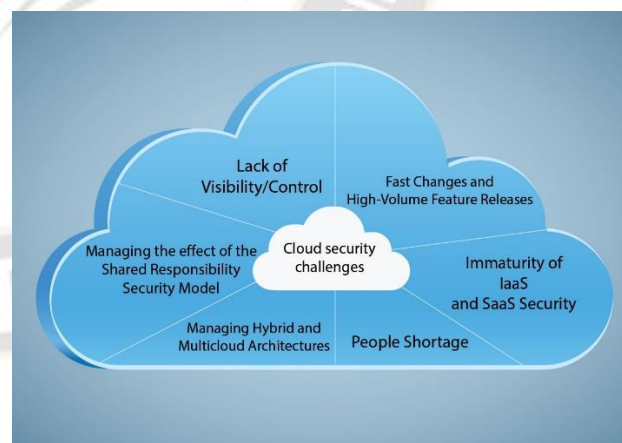 Lack of
Visibility/Control
Fast Changes and
High-Volume Feature Releases
Managing the effect of the
Shared Responsibility
Security Model
Cloud security
challenges
Immaturity of
IaaS
and SaaS Security
Managing Hybrid and
Multicloud Architectures
People Shortage